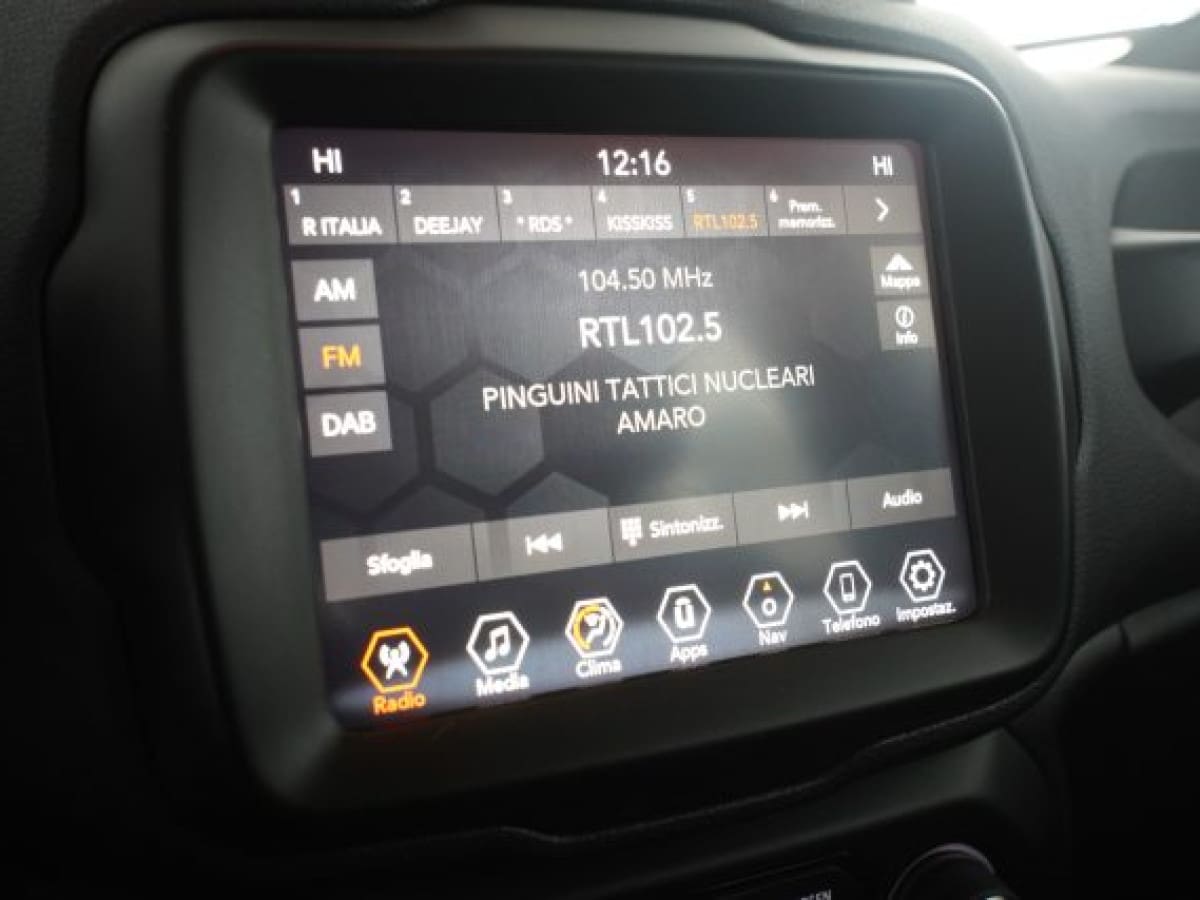 HI 12:16 HI
1 R ITALIA 2 DEEJAY 3 * RDS * 4 KISSKISS 5 RTL102.5 6 Prem. memorizz.
AM
104.50 MHz
Mappa
FM
RTL102.5
Info
PINGUINI TATTICI NUCLEARI
DAB
AMARO
Sfoglia Sintonizz. Audio
Radio Media Clima Apps Nav Telefono Impostaz.